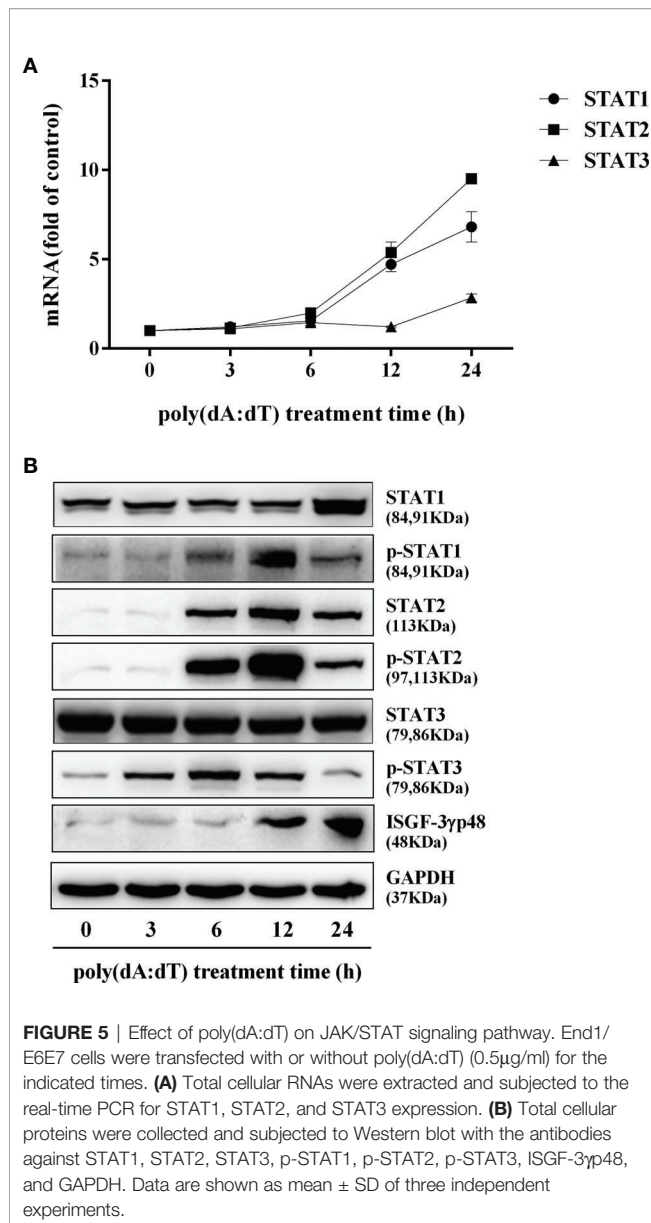 A
15
10
5
0
mRNA(fold of control)
STAT1
STAT2
STAT3
0 3 6 12 24
poly(dA:dT) treatment time (h)
B
STAT1
(84,91KDa)
p-STAT1
(84,91KDa)
STAT2
(113KDa)
p-STAT2
(97,113KDa)
STAT3
(79,86KDa)
p-STAT3
(79,86KDa)
ISGF-3γp48
(48KDa)
GAPDH
(37KDa)
0 3 6 12 24
poly(dA:dT) treatment time (h)
FIGURE 5 | Effect of poly(dA:dT) on JAK/STAT signaling pathway. End1/
E6E7 cells were transfected with or without poly(dA:dT) (0.5μg/ml) for the
indicated times. (A) Total cellular RNAs were extracted and subjected to the
real-time PCR for STAT1, STAT2, and STAT3 expression. (B) Total cellular
proteins were collected and subjected to Western blot with the antibodies
against STAT1, STAT2, STAT3, p-STAT1, p-STAT2, p-STAT3, ISGF-3γp48,
and GAPDH. Data are shown as mean ± SD of three independent
experiments.